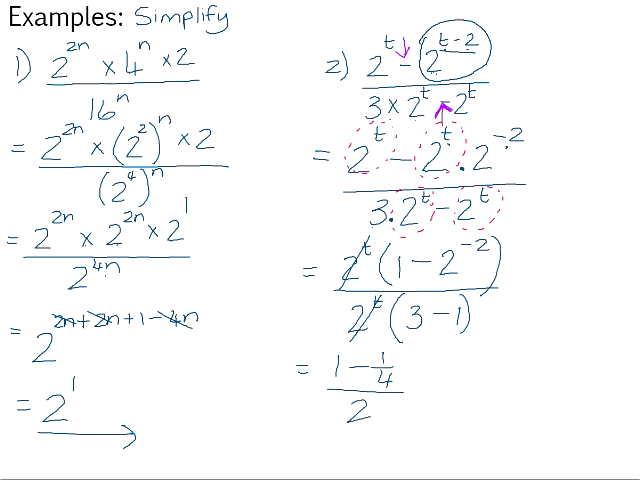 Examples: Simplify
1) (2^{2n} × 4^n × 2) / 16^n
= (2^{2n} × (2^2)^n × 2) / (2^4)^n
= (2^{2n} × 2^{2n} × 2^1) / 2^{4n}
= 2^{2n+2n+1-4n}
= 2^1
2) (2^t - 2^{t-2}) / (3 × 2^t - 2^t)
= (2^t - 2^t . 2^{-2}) / (3.2^t - 2^t)
= (2^t (1 - 2^{-2})) / (2^t (3 - 1))
= (1 - 1/4) / 2